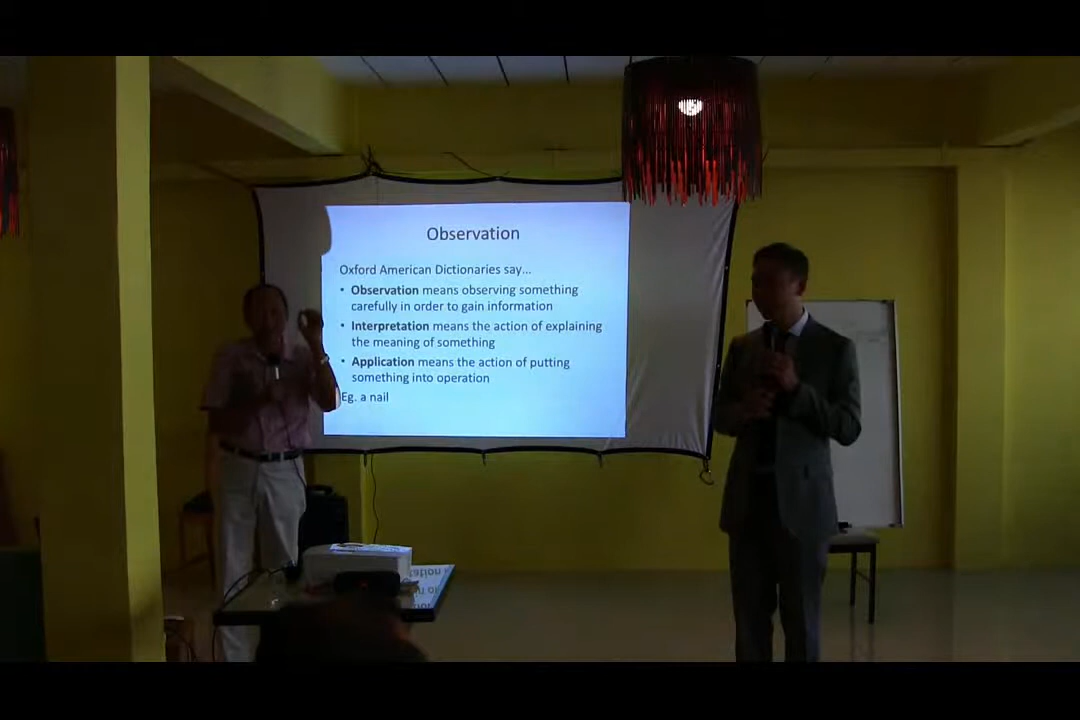 Observation
Oxford American Dictionaries say...
• Observation means observing something
carefully in order to gain information
• Interpretation means the action of explaining
the meaning of something
• Application means the action of putting
something into operation
Eg. a nail